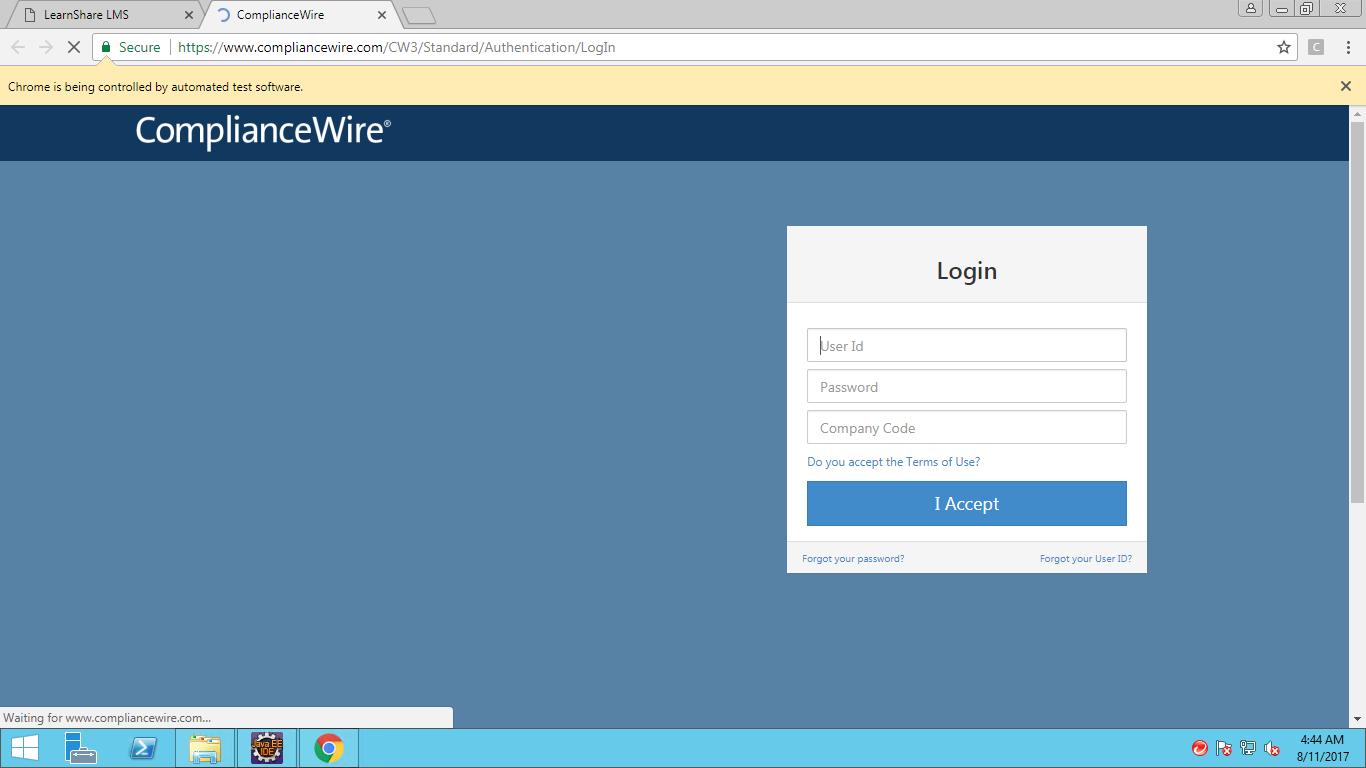 LearnShare LMS
ComplianceWire
Secure
https://www.compliancewire.com/CW3/Standard/Authentication/LogIn
C
Chrome is being controlled by automated test software.
ComplianceWire®
Login
User Id
Password
Company Code
Do you accept the Terms of Use?
I Accept
Forgot your password?
Forgot your User ID?
Waiting for www.compliancewire.com...
Java EE
IDE
4:44 AM
8/11/2017